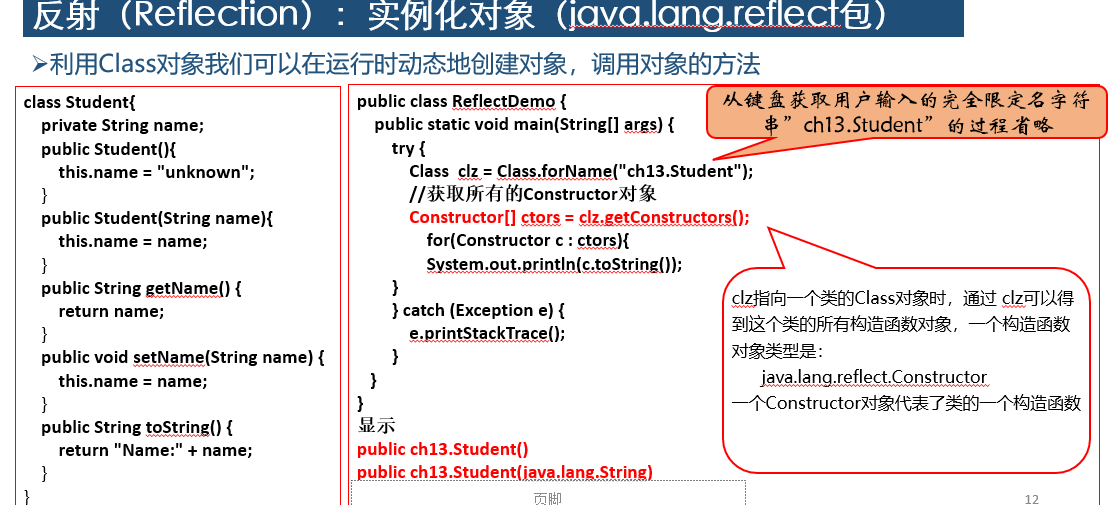 反射（Reflection）：实例化对象（java.lang.reflect包）
➢利用Class对象我们可以在运行时动态地创建对象，调用对象的方法
class Student{
private String name;
public Student(){
this.name = "unknown";
}
public Student(String name){
this.name = name;
}
public String getName() {
return name;
}
public void setName(String name) {
this.name = name;
}
public String toString() {
return "Name:" + name;
}
}
public class ReflectDemo {
public static void main(String[] args) {
try {
Class clz = Class.forName("ch13.Student");
//获取所有的Constructor对象
Constructor[] ctors = clz.getConstructors();
for(Constructor c : ctors){
System.out.println(c.toString());
}
} catch (Exception e) {
e.printStackTrace();
}
}
}
显示
public ch13.Student()
public ch13.Student(java.lang.String)
从键盘获取用户输入的完全限定名字符
串”ch13.Student”的过程省略
clz指向一个类的Class对象时，通过 clz可以得
到这个类的所有构造函数对象，一个构造函数
对象类型是：
java.lang.reflect.Constructor
一个Constructor对象代表了类的一个构造函数
页脚
12